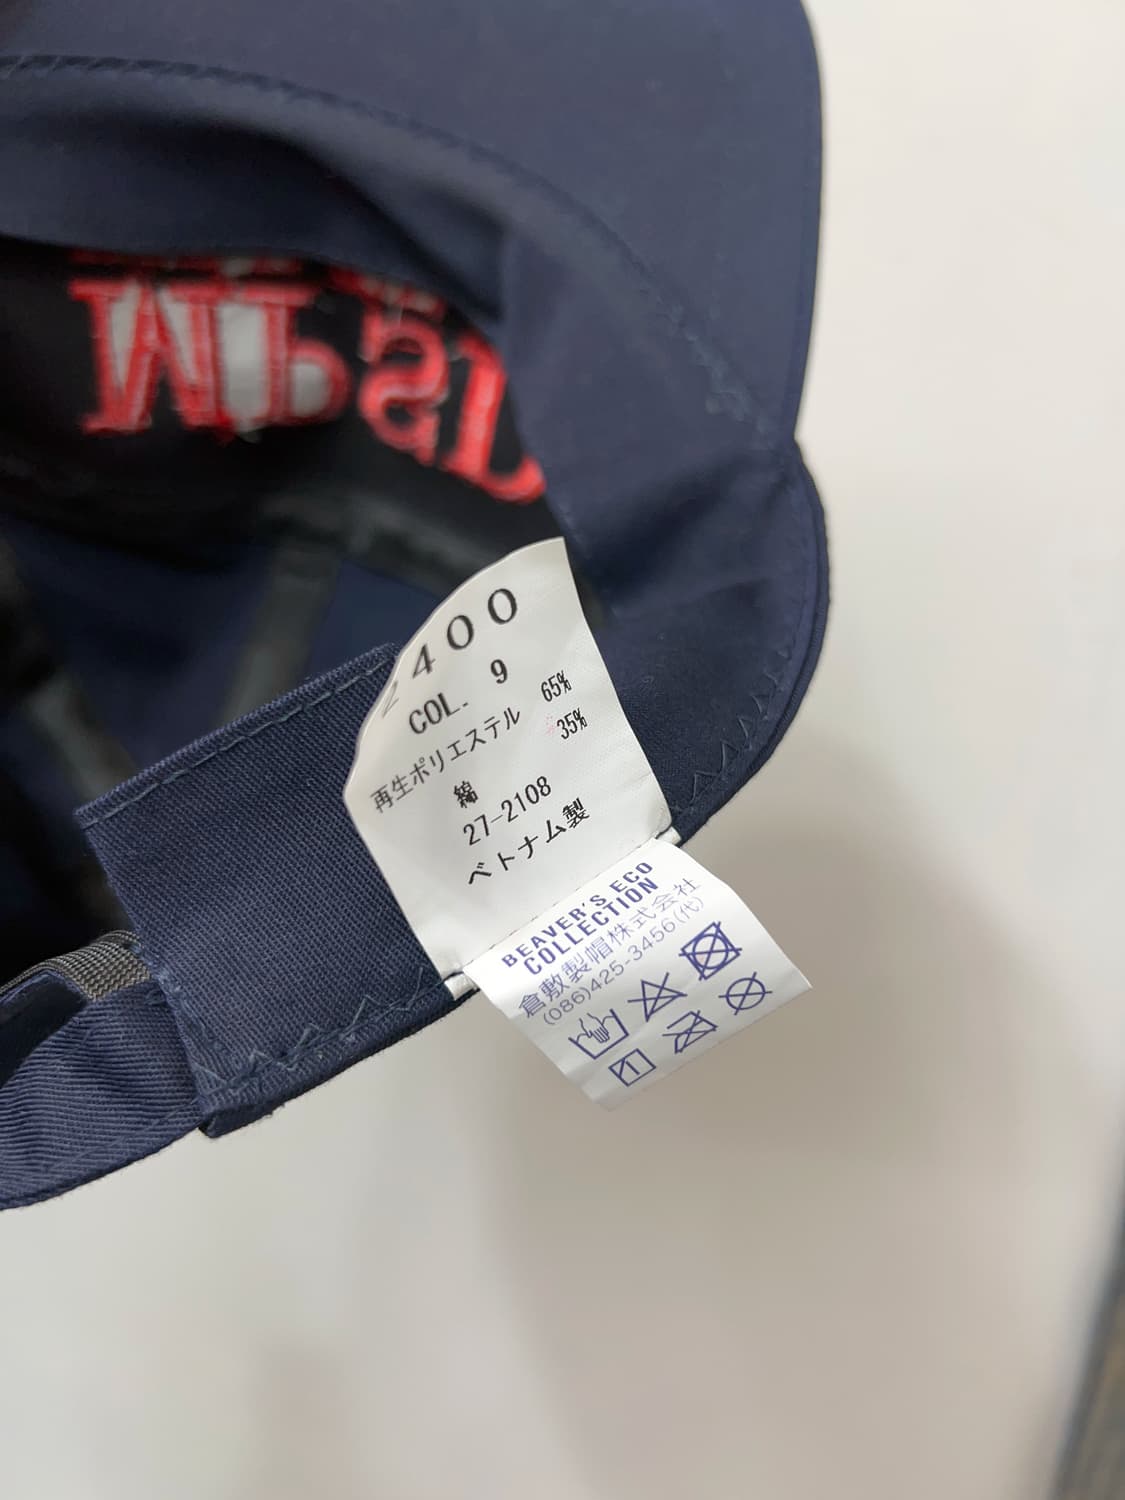 2400
COL. 9
再生ポリエステル 65%
綿 35%
27-2108
ベトナム製
BEAVER'S ECO
COLLECTION
倉敷製帽株式会社
(086)425-3456(代)
1